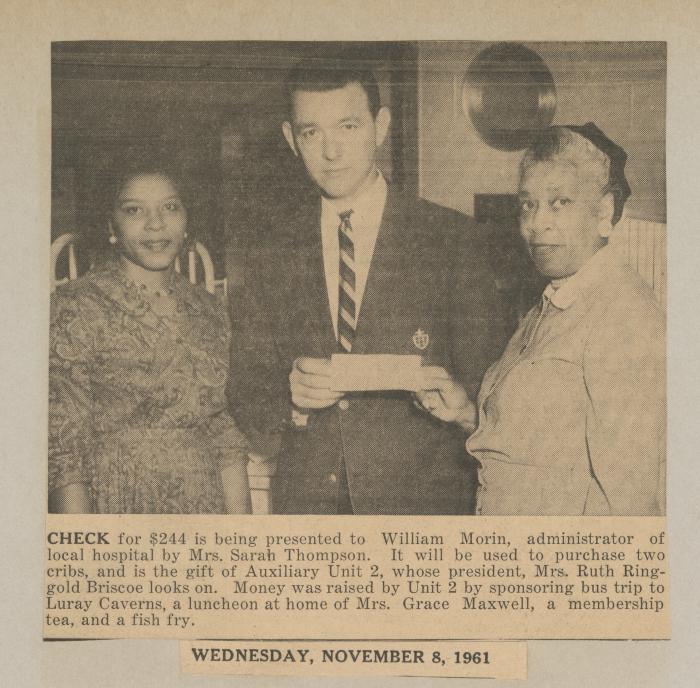 CHECK for $244 is being presented to William Morin, administrator of
local hospital by Mrs. Sarah Thompson. It will be used to purchase two
cribs, and is the gift of Auxiliary Unit 2, whose president, Mrs. Ruth Ring-
gold Briscoe looks on. Money was raised by Unit 2 by sponsoring bus trip to
Luray Caverns, a luncheon at home of Mrs. Grace Maxwell, a membership
tea, and a fish fry.
WEDNESDAY, NOVEMBER 8, 1961